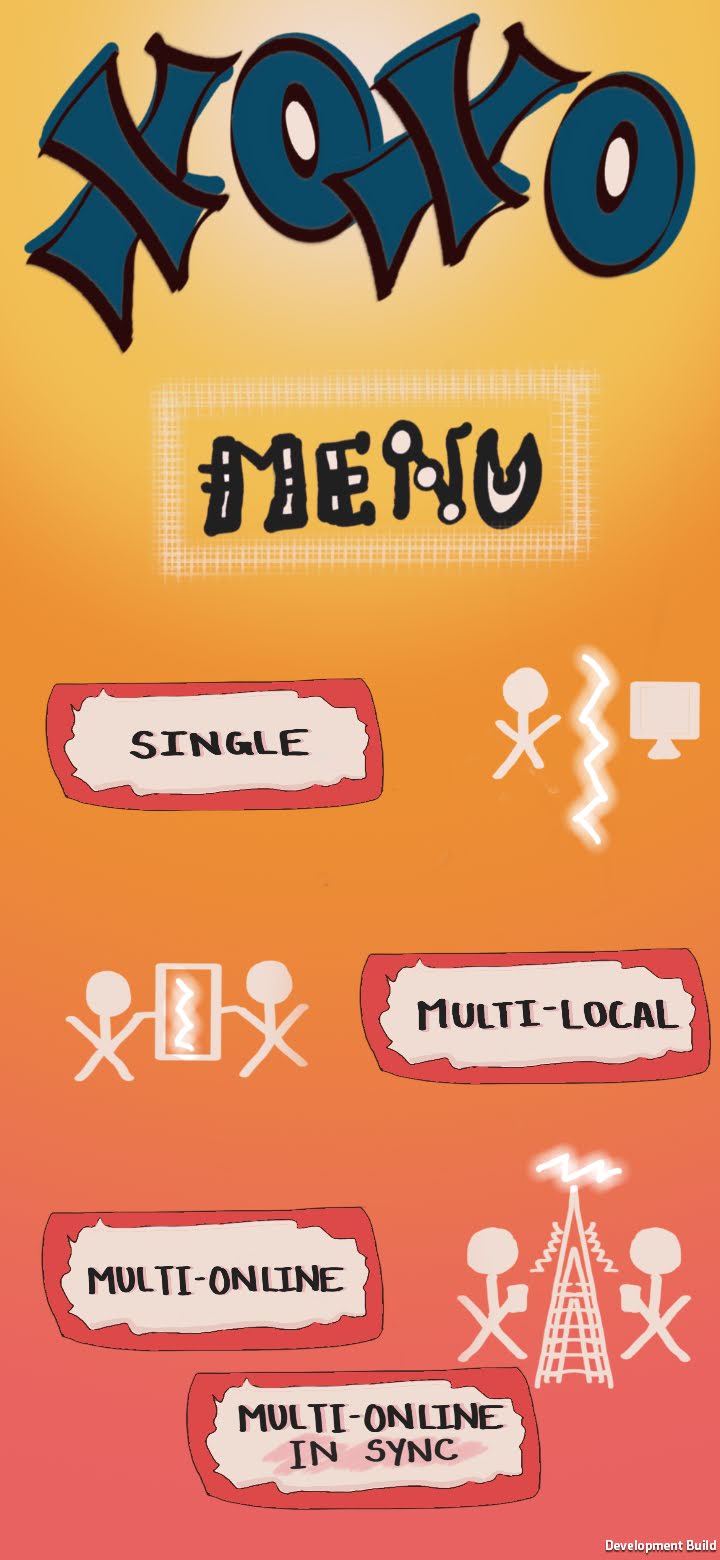 XOXO
MENU
SINGLE
MULTI-LOCAL
MULTI-ONLINE
MULTI-ONLINE
IN SYNC
Development Build